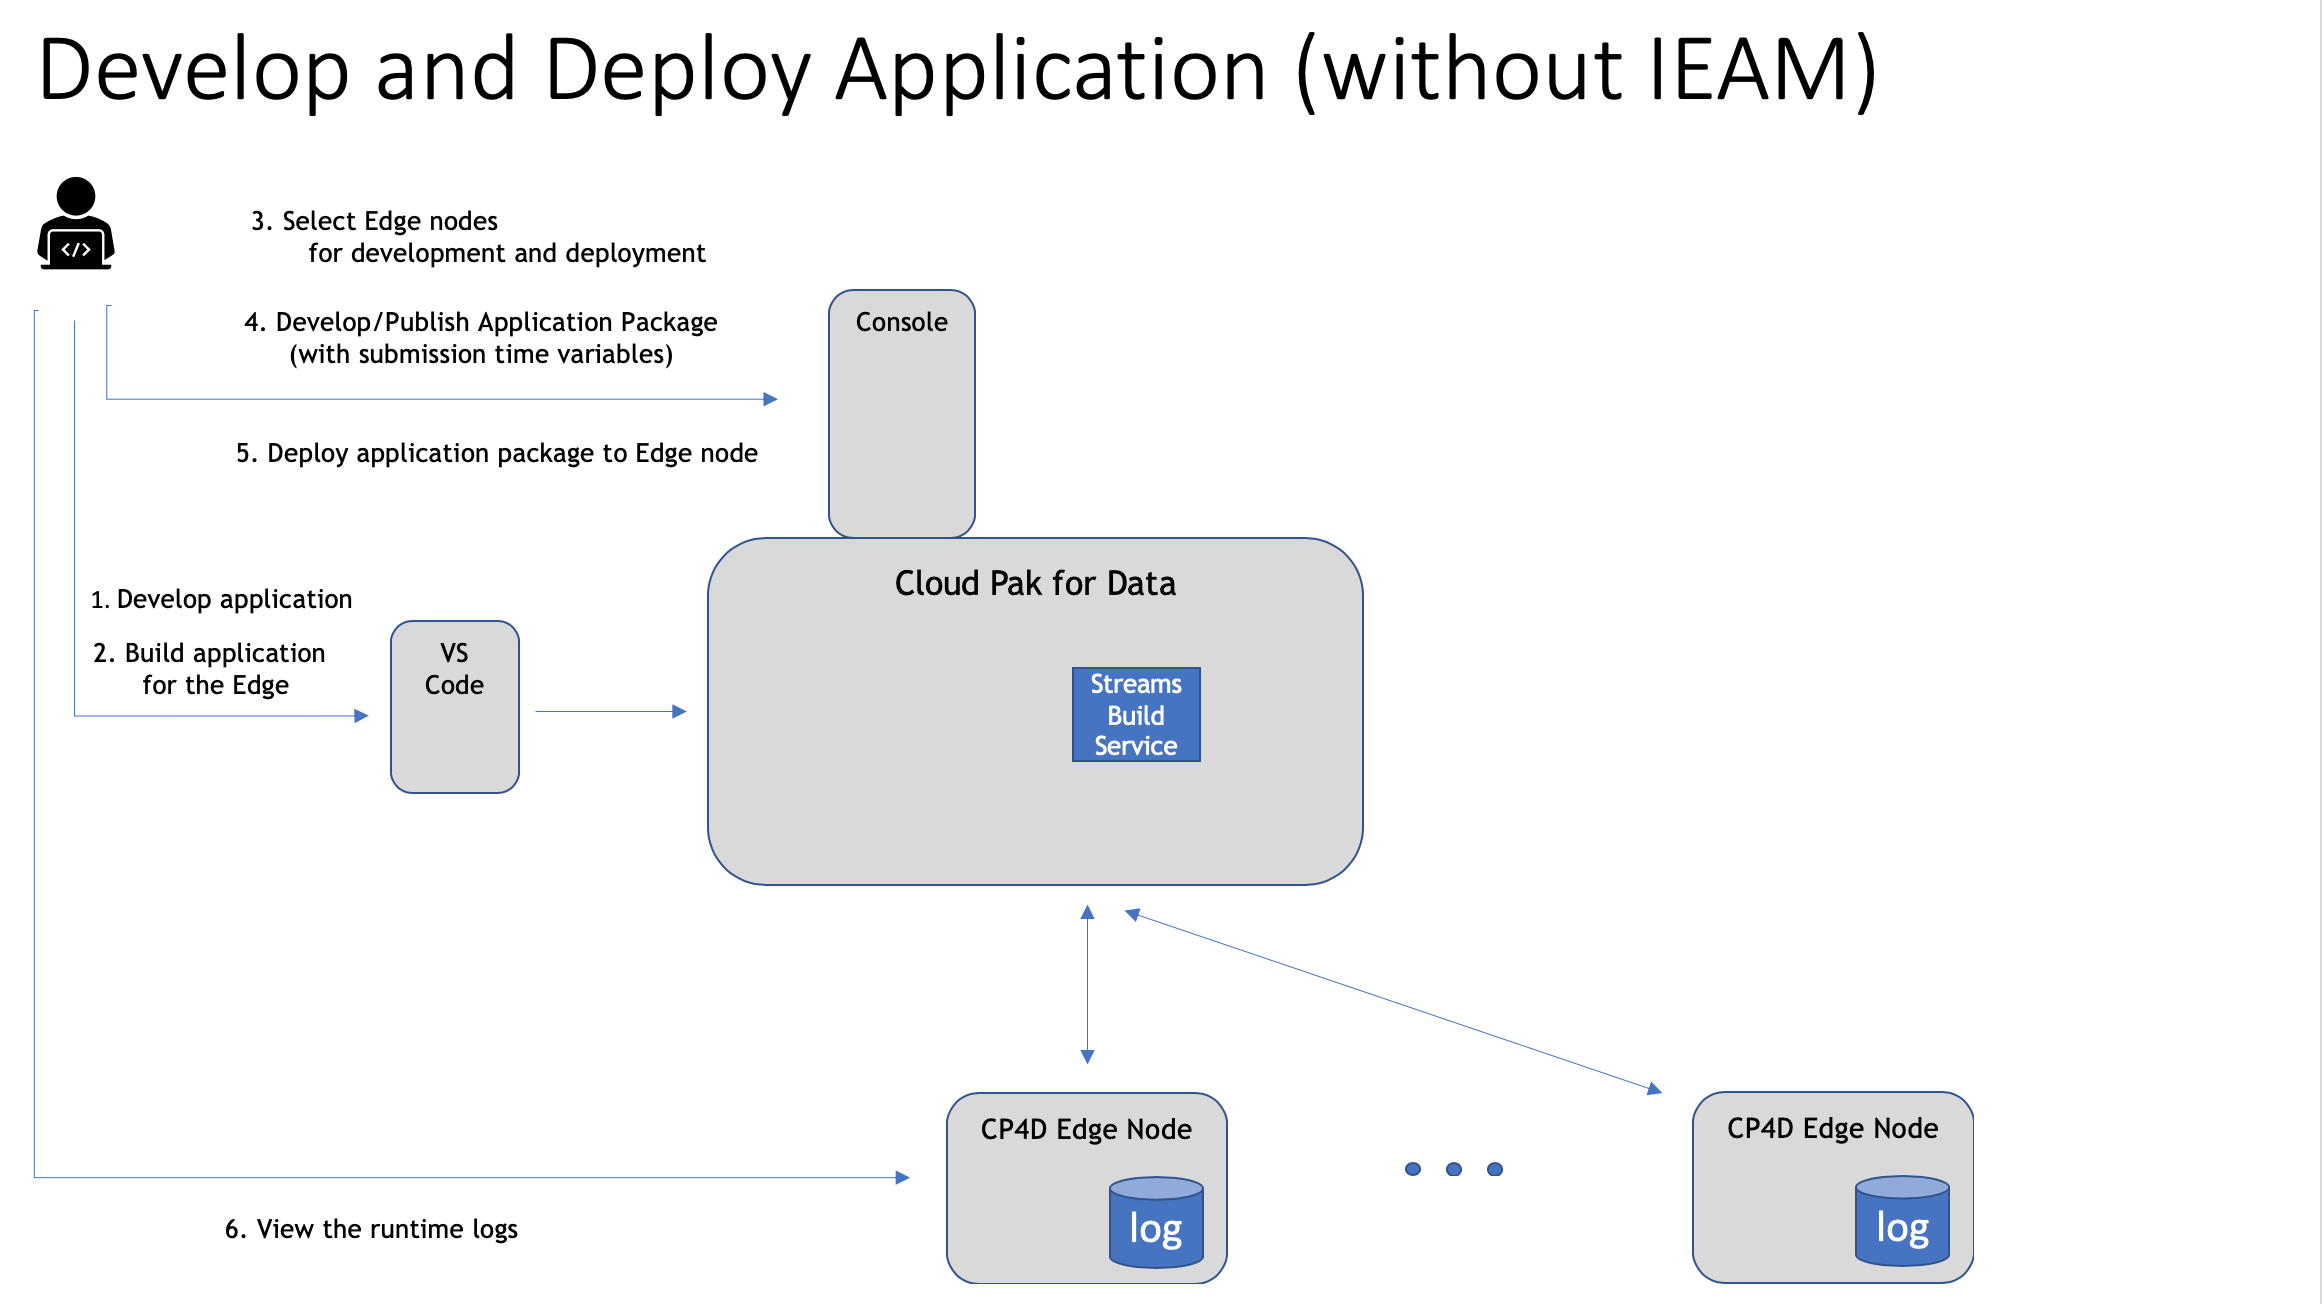 Develop and Deploy Application (without IEAM)
</>
3. Select Edge nodes
for development and deployment
4. Develop/Publish Application Package
(with submission time variables)
Console
5. Deploy application package to Edge node
Cloud Pak for Data
1. Develop application
2. Build application
for the Edge
VS
Code
Streams
Build
Service
CP4D Edge Node
log
CP4D Edge Node
log
6. View the runtime logs